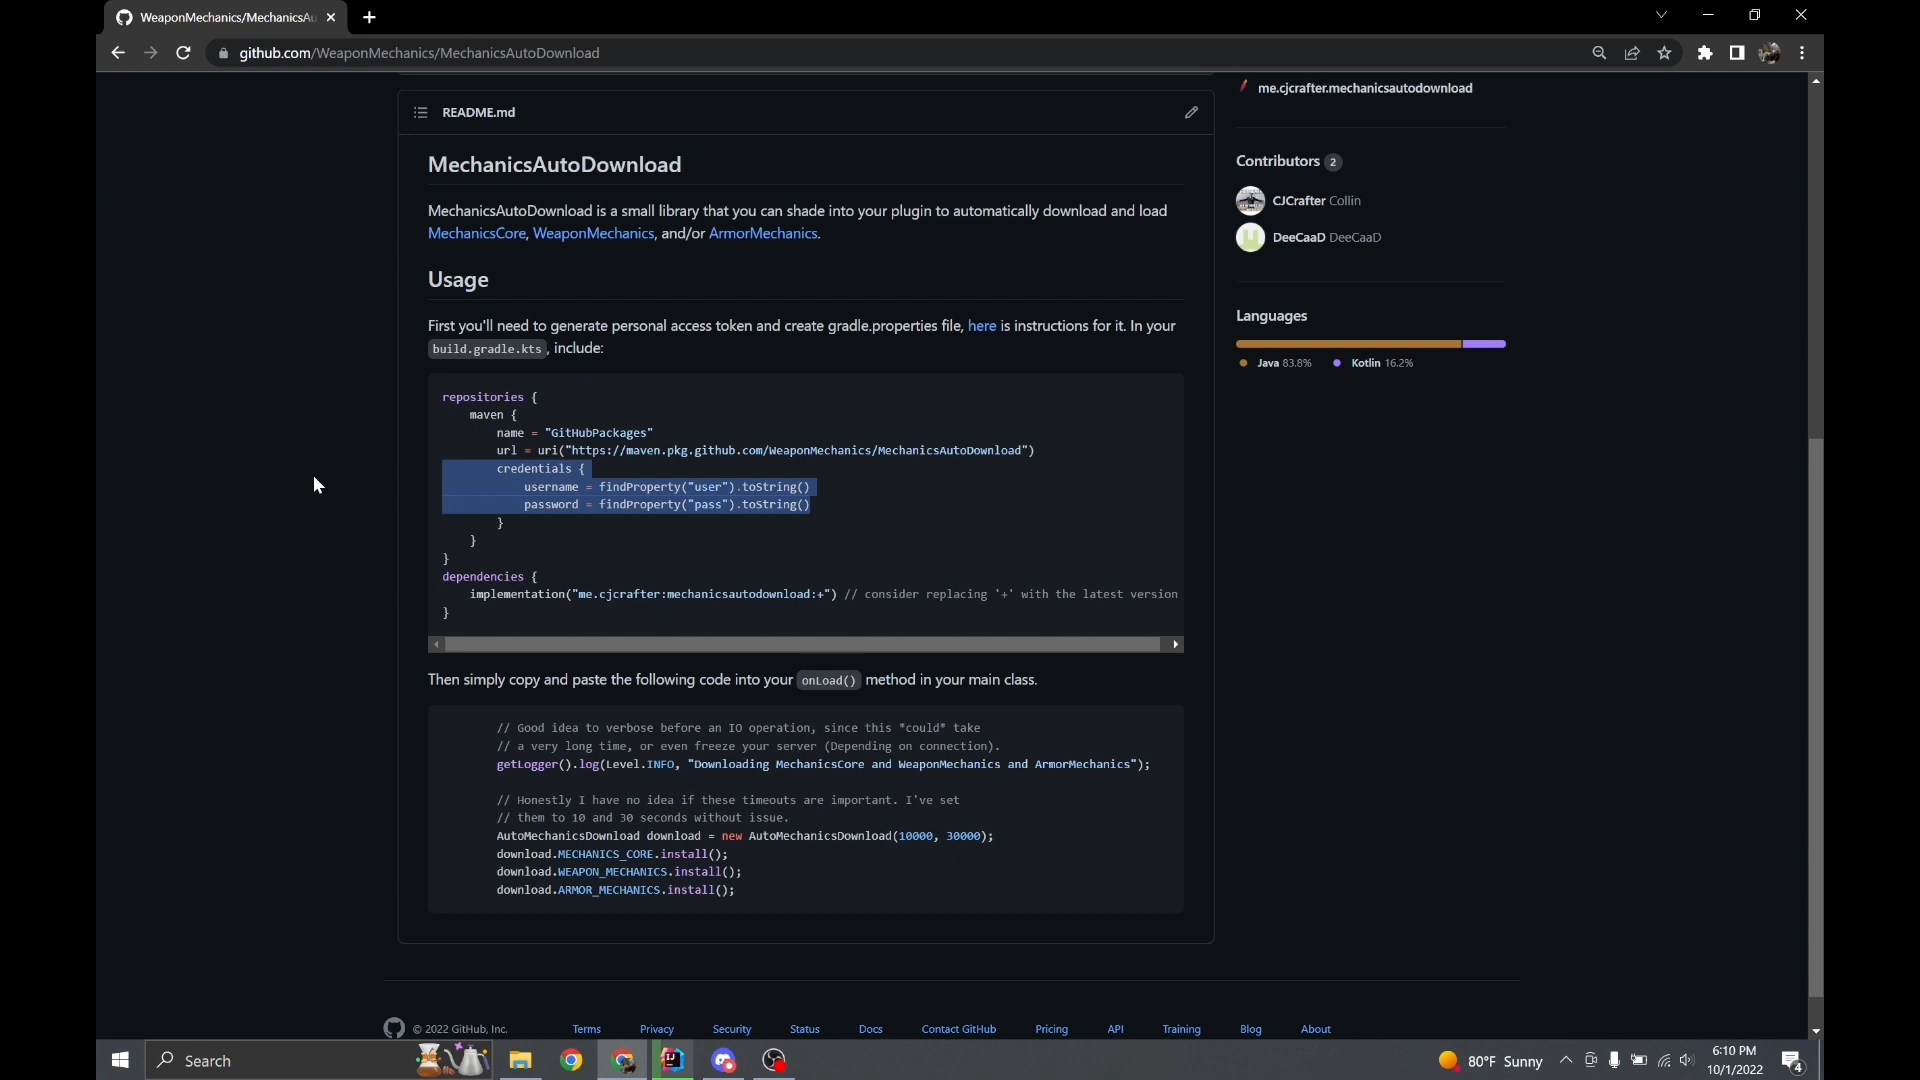 WeaponMechanics/MechanicsAu
github.com/WeaponMechanics/MechanicsAutoDownload
me.cjcrafter.mechanicsautodownload
README.md
Contributors 2
MechanicsAutoDownload
CJCrafter Collin
MechanicsAutoDownload is a small library that you can shade into your plugin to automatically download and load
MechanicsCore, WeaponMechanics, and/or ArmorMechanics.
DeeCaaD DeeCaaD
Usage
Languages
First you'll need to generate personal access token and create gradle.properties file, here is instructions for it. In your
build.gradle.kts, include:
Java 83.8% Kotlin 16.2%
repositories {
maven {
name = "GitHubPackages"
url = uri("https://maven.pkg.github.com/WeaponMechanics/MechanicsAutoDownload")
credentials {
username = findProperty("user").toString()
password = findProperty("pass").toString()
}
}
}
dependencies {
implementation("me.cjcrafter:mechanicsautodownload:+") // consider replacing '+' with the latest version
}
Then simply copy and paste the following code into your onLoad() method in your main class.
// Good idea to verbose before an IO operation, since this *could* take
// a very long time, or even freeze your server (Depending on connection).
getLogger().log(Level.INFO, "Downloading MechanicsCore and WeaponMechanics and ArmorMechanics");
// Honestly I have no idea if these timeouts are important. I've set
// them to 10 and 30 seconds without issue.
AutoMechanicsDownload download = new AutoMechanicsDownload(10000, 30000);
download.MECHANICS_CORE.install();
download.WEAPON_MECHANICS.install();
download.ARMOR_MECHANICS.install();
© 2022 GitHub, Inc. Terms Privacy Security Status Docs Contact GitHub Pricing API Training Blog About
Search
80°F Sunny
6:10 PM
10/1/2022
4